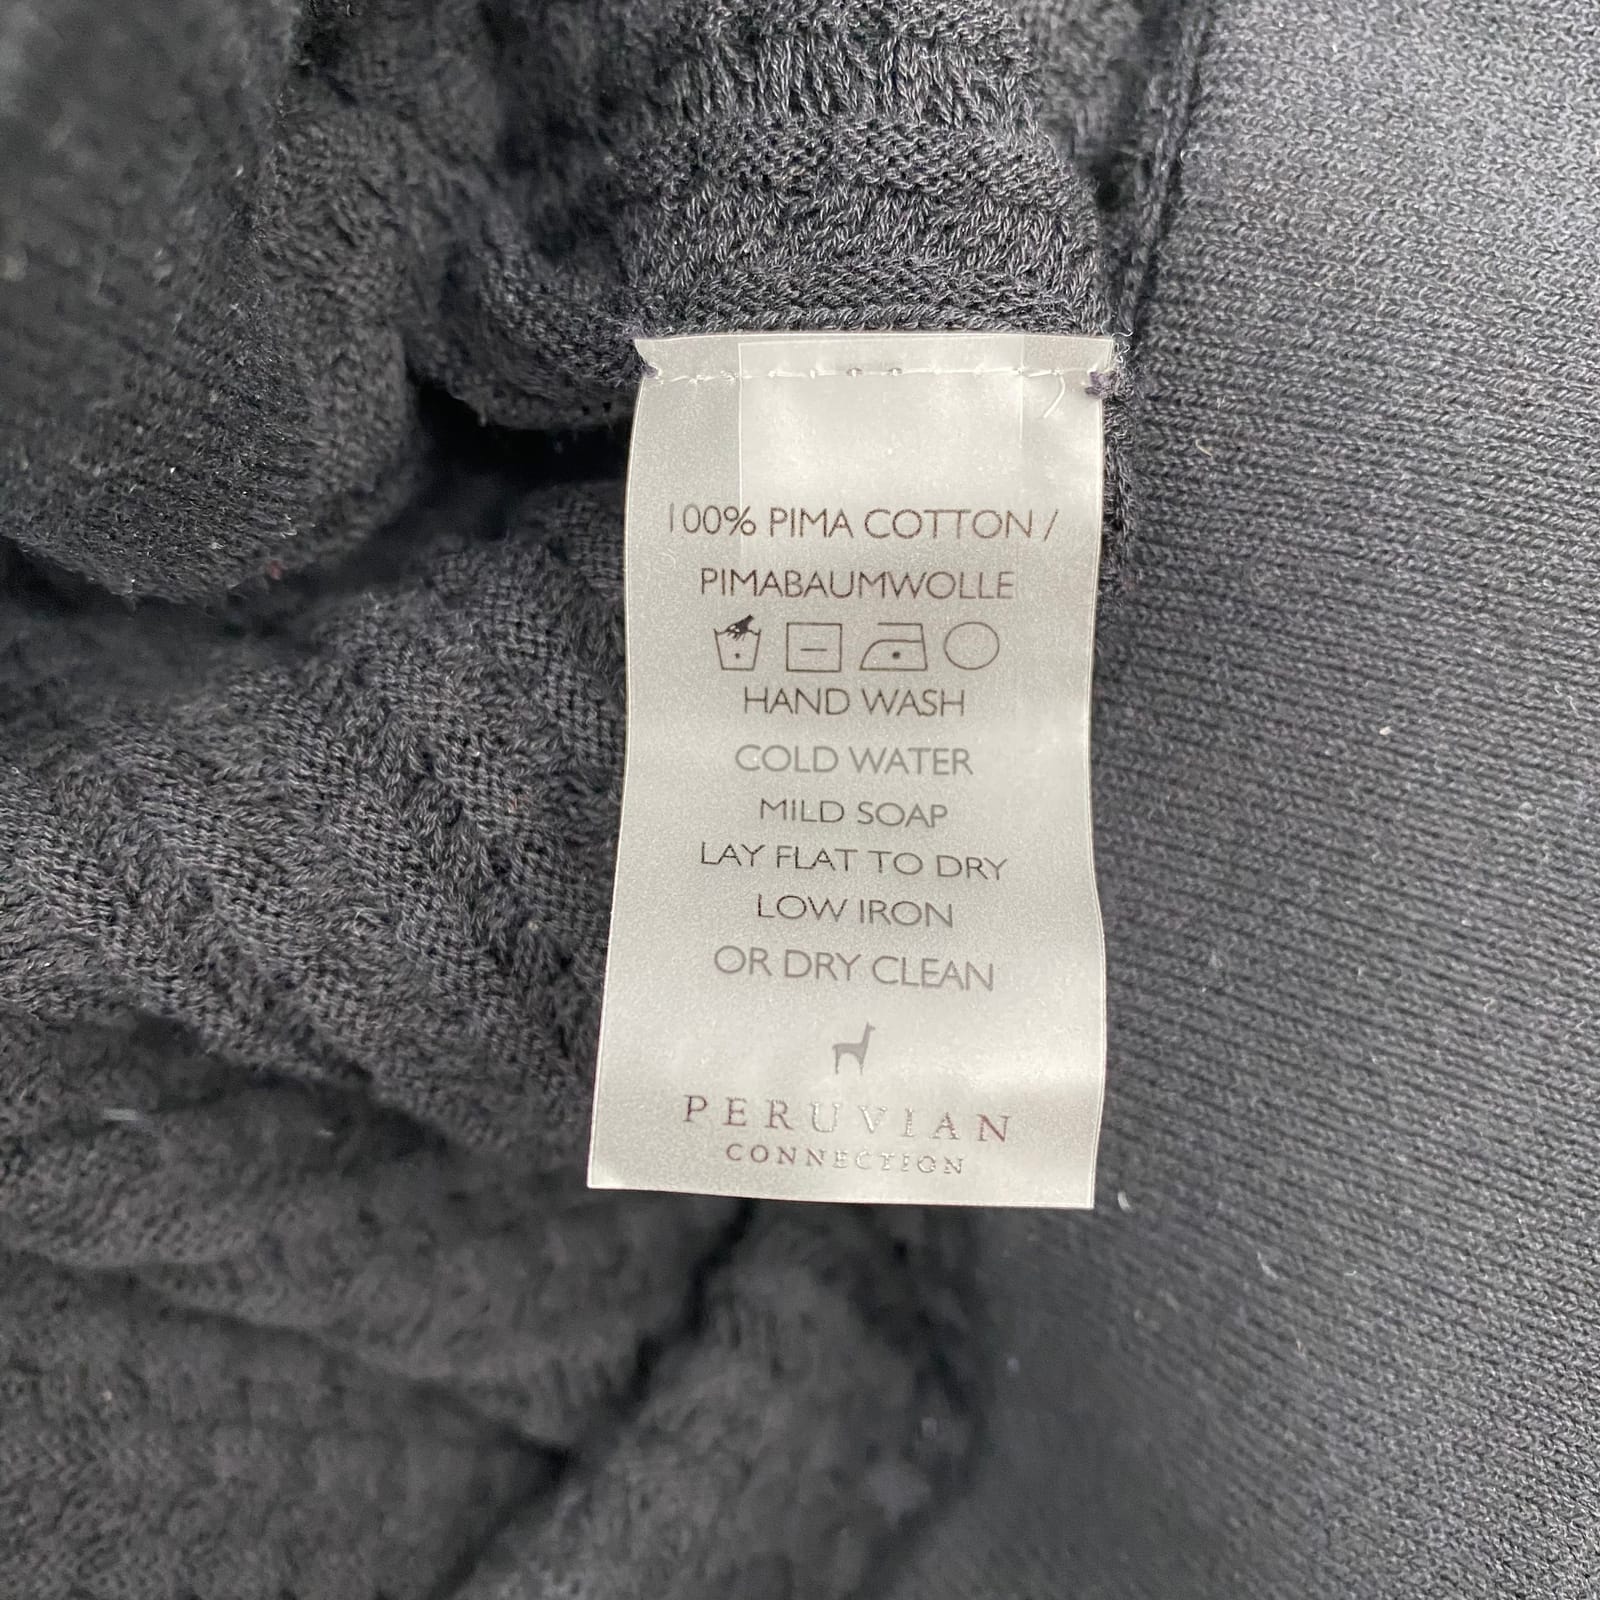 100% PIMA COTTON /
PIMABAUMWOLLE
HAND WASH
COLD WATER
MILD SOAP
LAY FLAT TO DRY
LOW IRON
OR DRY CLEAN
PERUVIAN
CONNECTION